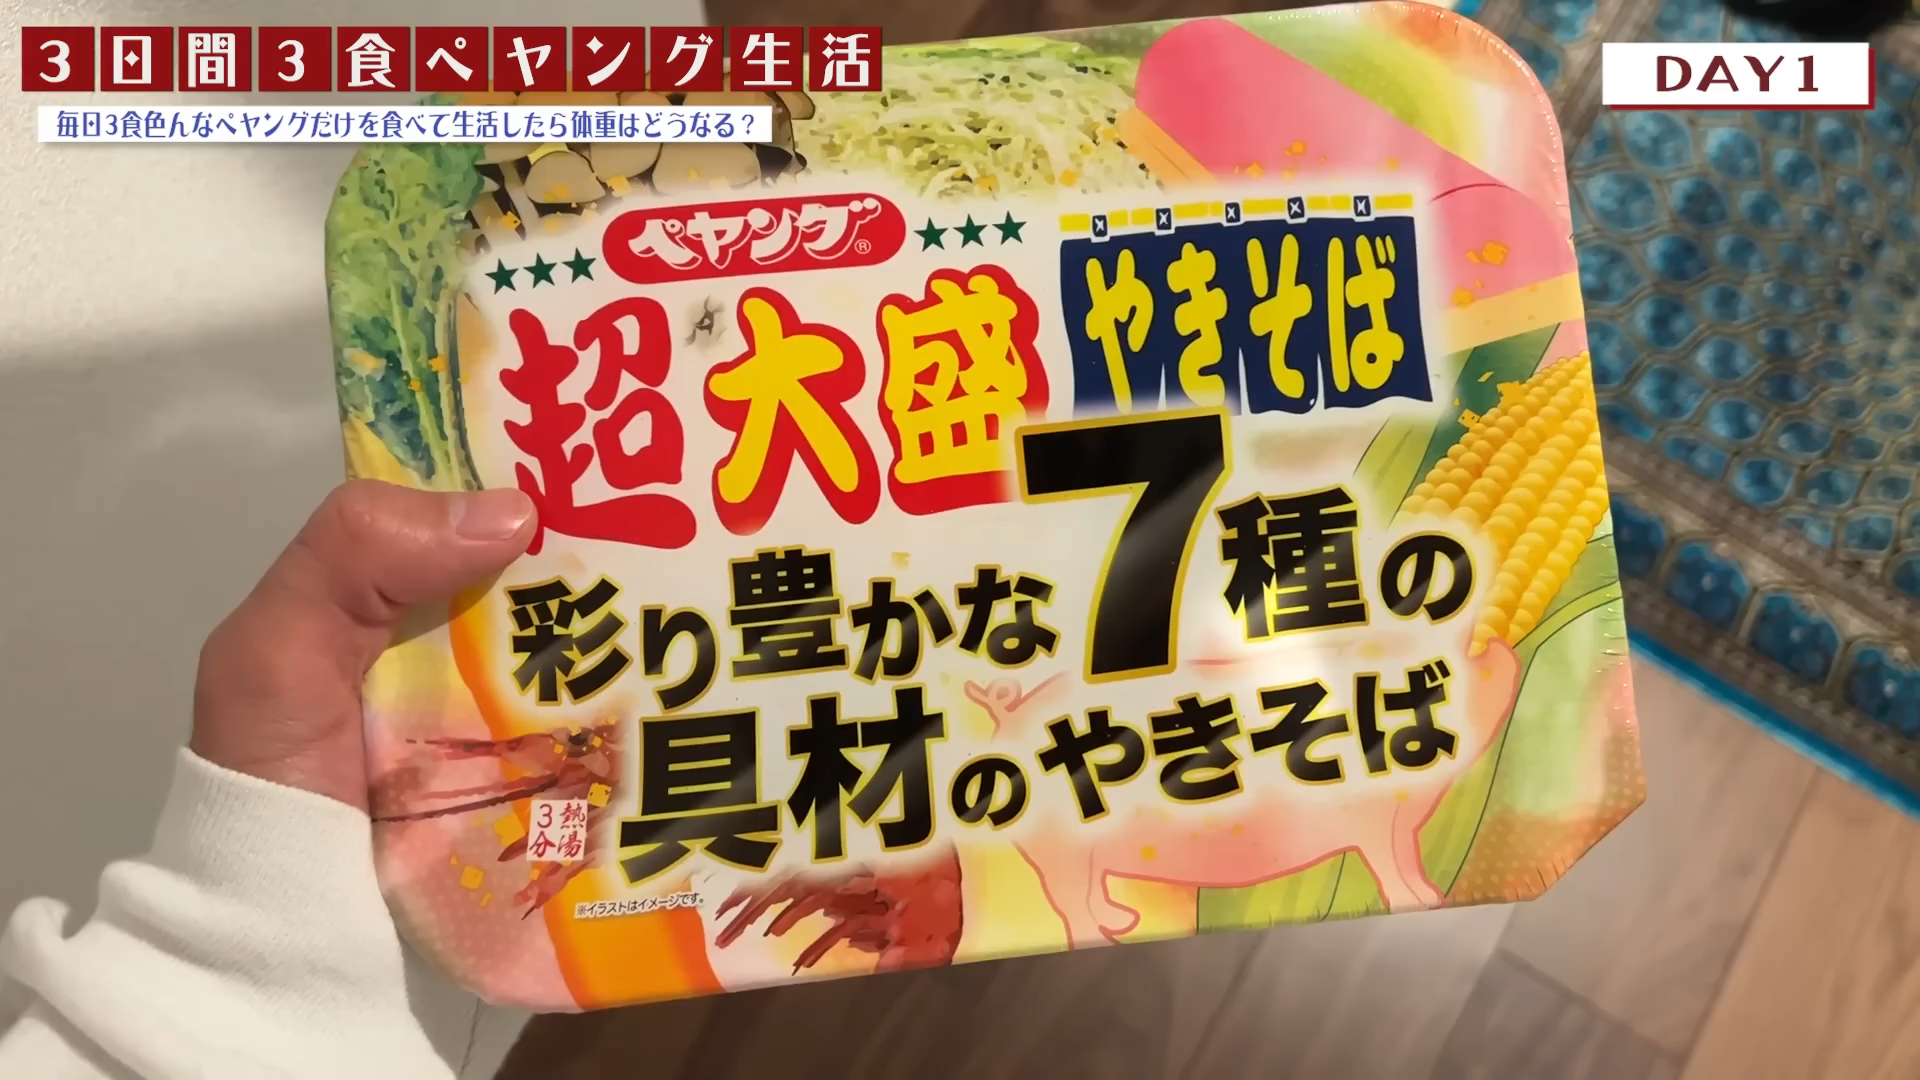 3日間3食ペヤング生活
毎日3食色んなペヤングだけを食べて生活したら体重はどうなる？
DAY1
ペヤング®
超大盛やきそば
彩り豊かな7種の
具材のやきそば
熱湯3分
※イラストはイメージです。